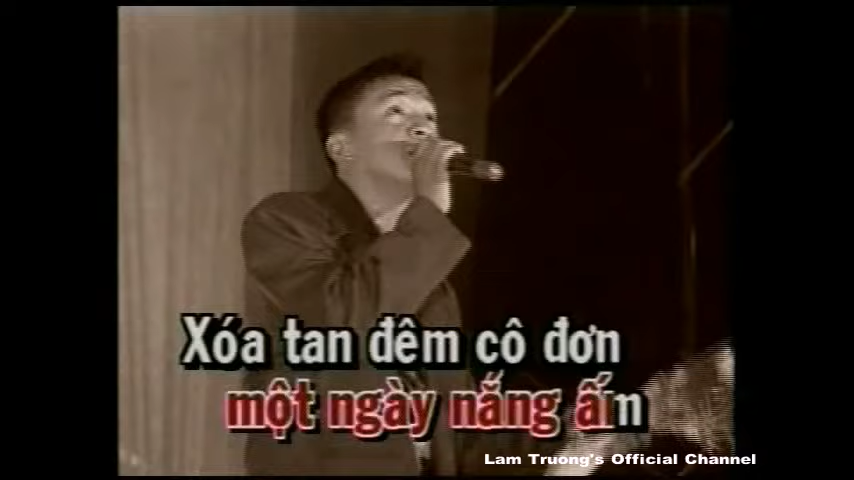 Xóa tan đêm cô đơn
một ngày nắng ấm
Lam Truong's Official Channel